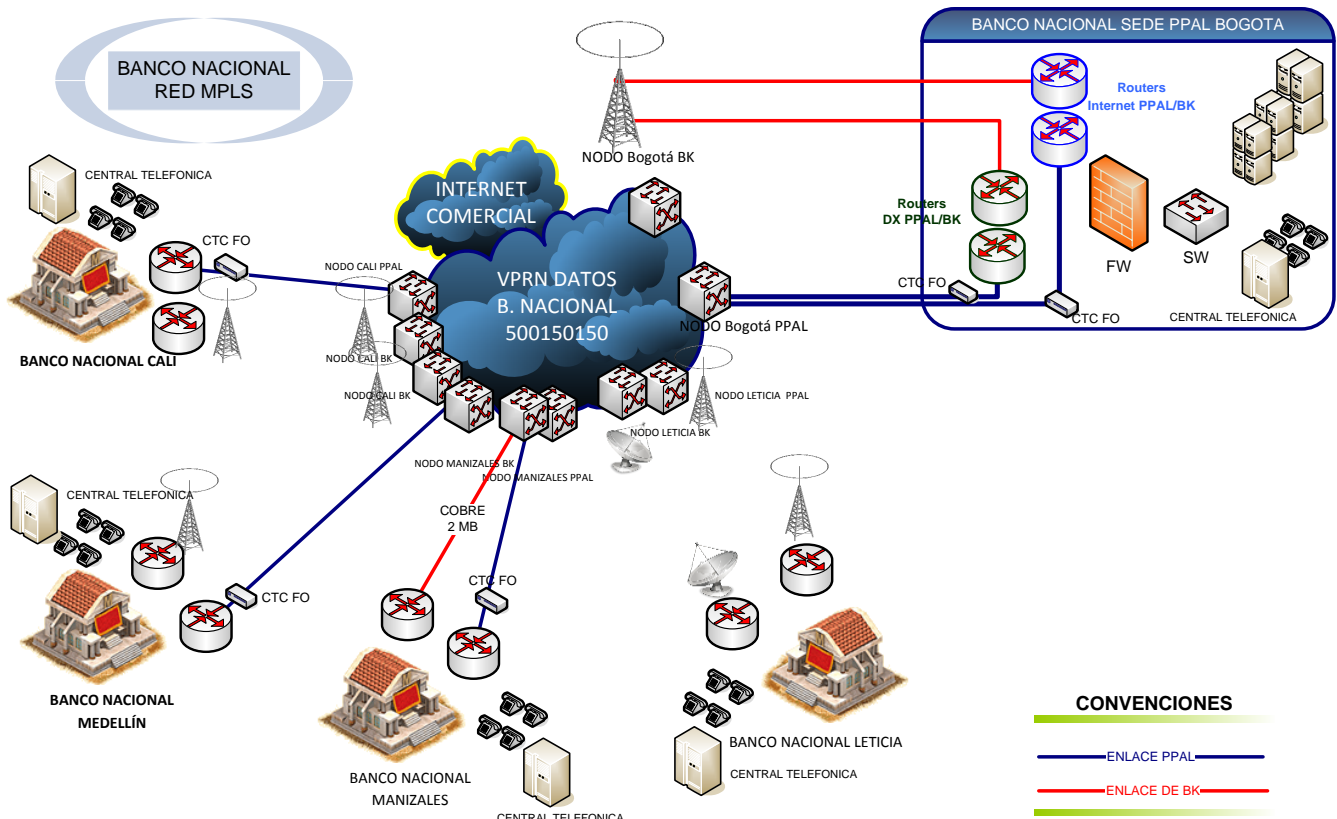 BANCO NACIONAL
RED MPLS
BANCO NACIONAL SEDE PPAL BOGOTA
Routers
Internet PPAL/BK
NODO Bogotá BK
CENTRAL TELEFONICA
INTERNET
COMERCIAL
Routers
DX PPAL/BK
CTC FO
NODO CALI PPAL
VPRN DATOS
B. NACIONAL
500150150
FW
SW
CTC FO
CTC FO
CENTRAL TELEFONICA
NODO Bogotá PPAL
BANCO NACIONAL CALI
NODO CALI BK
NODO CALI BK
NODO LETICIA PPAL
NODO LETICIA BK
NODO MANIZALES BK
NODO MANIZALES PPAL
CENTRAL TELEFONICA
COBRE
2 MB
CTC FO
CTC FO
BANCO NACIONAL
MEDELLÍN
BANCO NACIONAL LETICIA
CENTRAL TELEFONICA
BANCO NACIONAL
MANIZALES
CENTRAL TELEFONICA
CONVENCIONES
ENLACE PPAL
ENLACE DE BK